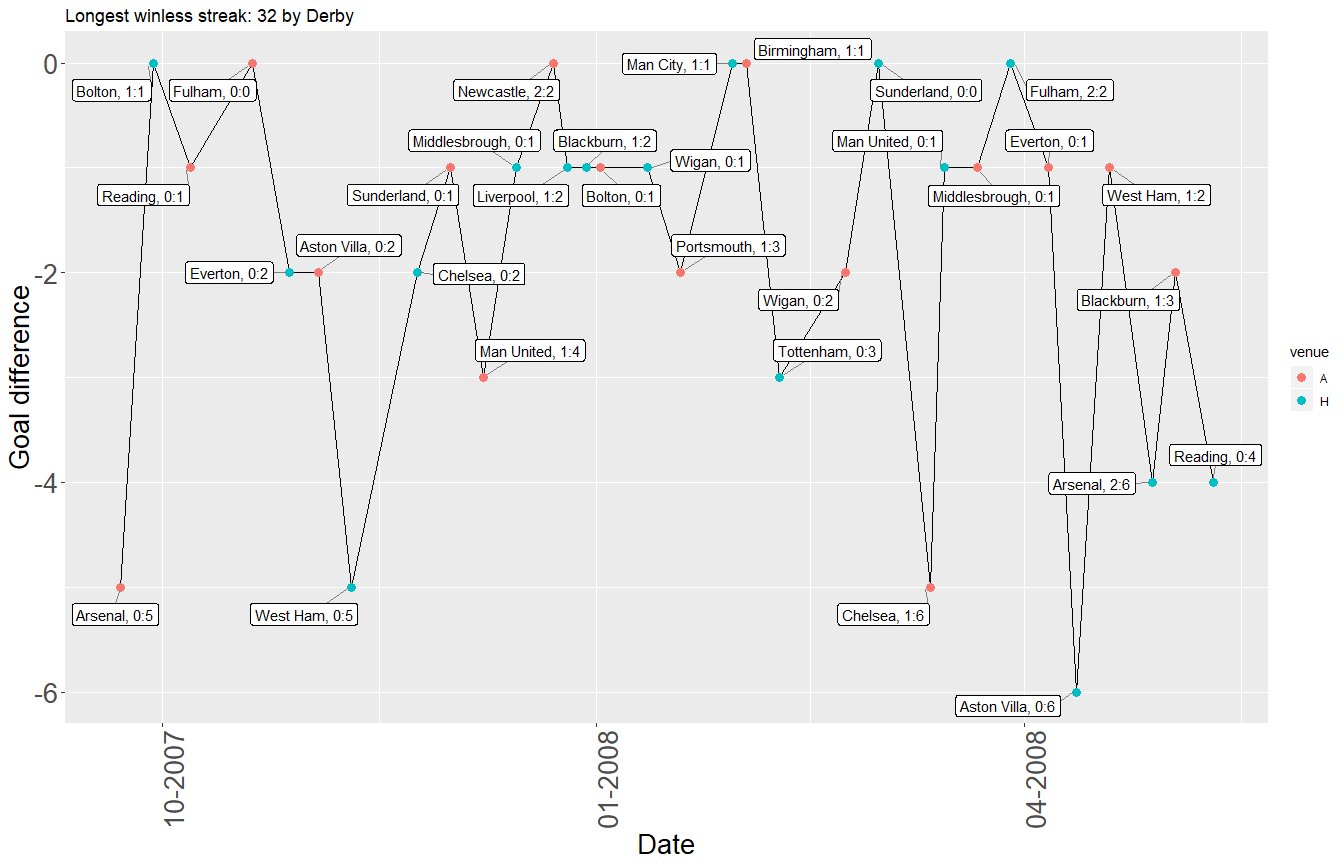 Longest winless streak: 32 by Derby
Goal difference
0
-2
-4
-6
Birmingham, 1:1
Man City, 1:1
Bolton, 1:1
Fulham, 0:0
Newcastle, 2:2
Sunderland, 0:0
Fulham, 2:2
Middlesbrough, 0:1
Blackburn, 1:2
Man United, 0:1
Everton, 0:1
Wigan, 0:1
Reading, 0:1
Sunderland, 0:1
Liverpool, 1:2
Bolton, 0:1
Middlesbrough, 0:1
West Ham, 1:2
Aston Villa, 0:2
Portsmouth, 1:3
Everton, 0:2
Chelsea, 0:2
Wigan, 0:2
Blackburn, 1:3
Man United, 1:4
Tottenham, 0:3
Reading, 0:4
Arsenal, 2:6
Arsenal, 0:5
West Ham, 0:5
Chelsea, 1:6
Aston Villa, 0:6
10-2007
01-2008
04-2008
Date
venue
A
H